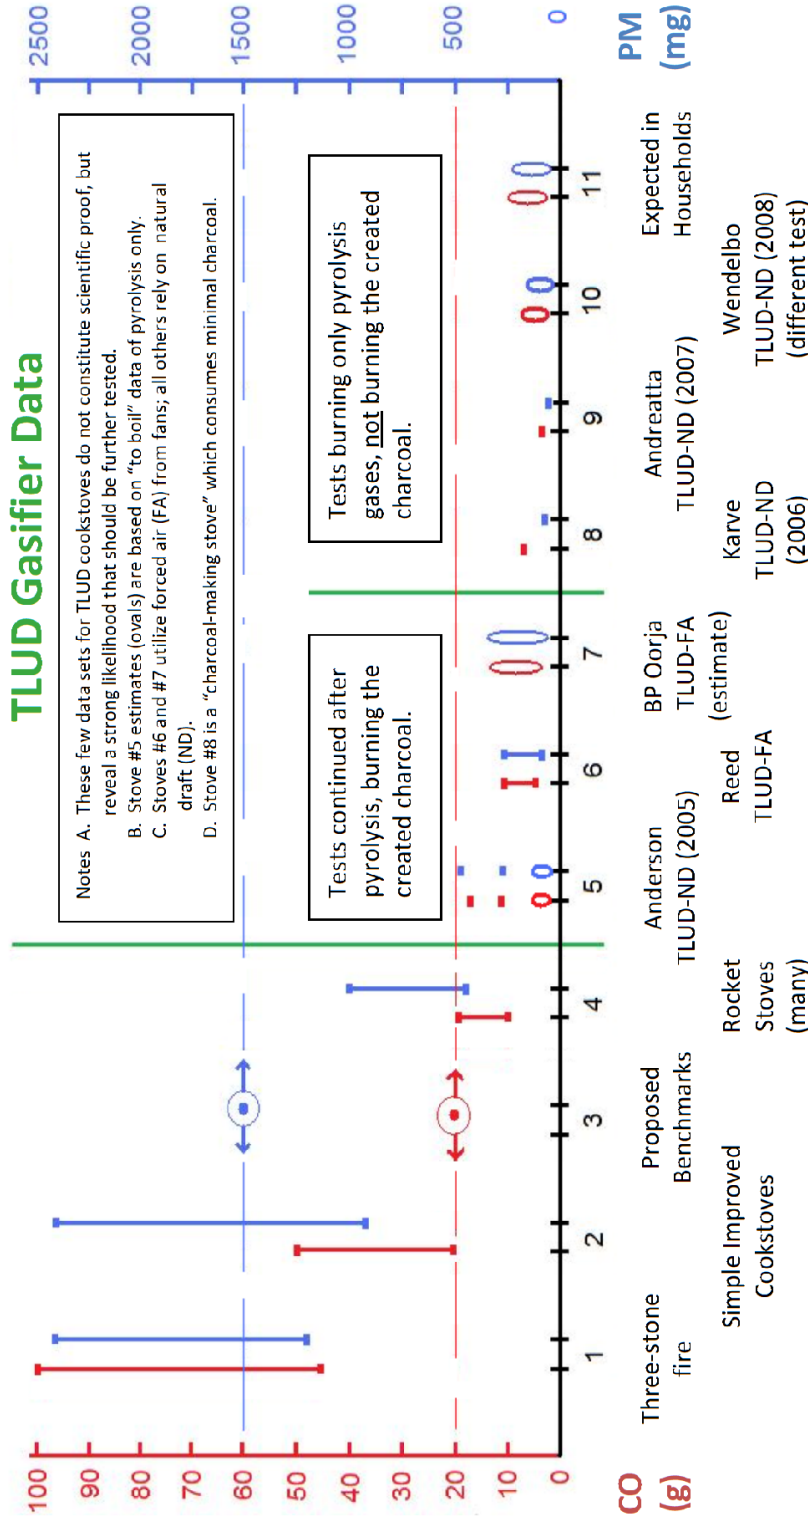 TLUD Gasifier Data
Notes A. These few data sets for TLUD cookstoves do not constitute scientific proof, but
reveal a strong likelihood that should be further tested.
B. Stove #5 estimates (ovals) are based on "to boil" data of pyrolysis only.
C. Stoves #6 and #7 utilize forced air (FA) from fans; all others rely on natural
draft (ND).
D. Stove #8 is a "charcoal-making stove" which consumes minimal charcoal.
Tests continued after
pyrolysis, burning the
created charcoal.
Tests burning only pyrolysis
gases, not burning the created
charcoal.
100
90
80
70
60
50
40
30
20
10
0
CO
(g)
2500
2000
1500
1000
500
0
PM
(mg)
1 2 3 4 5 6 7 8 9 10 11
Three-stone
fire
Simple Improved
Cookstoves
Proposed
Benchmarks
Rocket
Stoves
(many)
Anderson
TLUD-ND (2005)
Reed
TLUD-FA
BP Oorja
TLUD-FA
(estimate)
Karve
TLUD-ND
(2006)
Andreatta
TLUD-ND (2007)
Wendelbo
TLUD-ND (2008)
(different test)
Expected in
Households